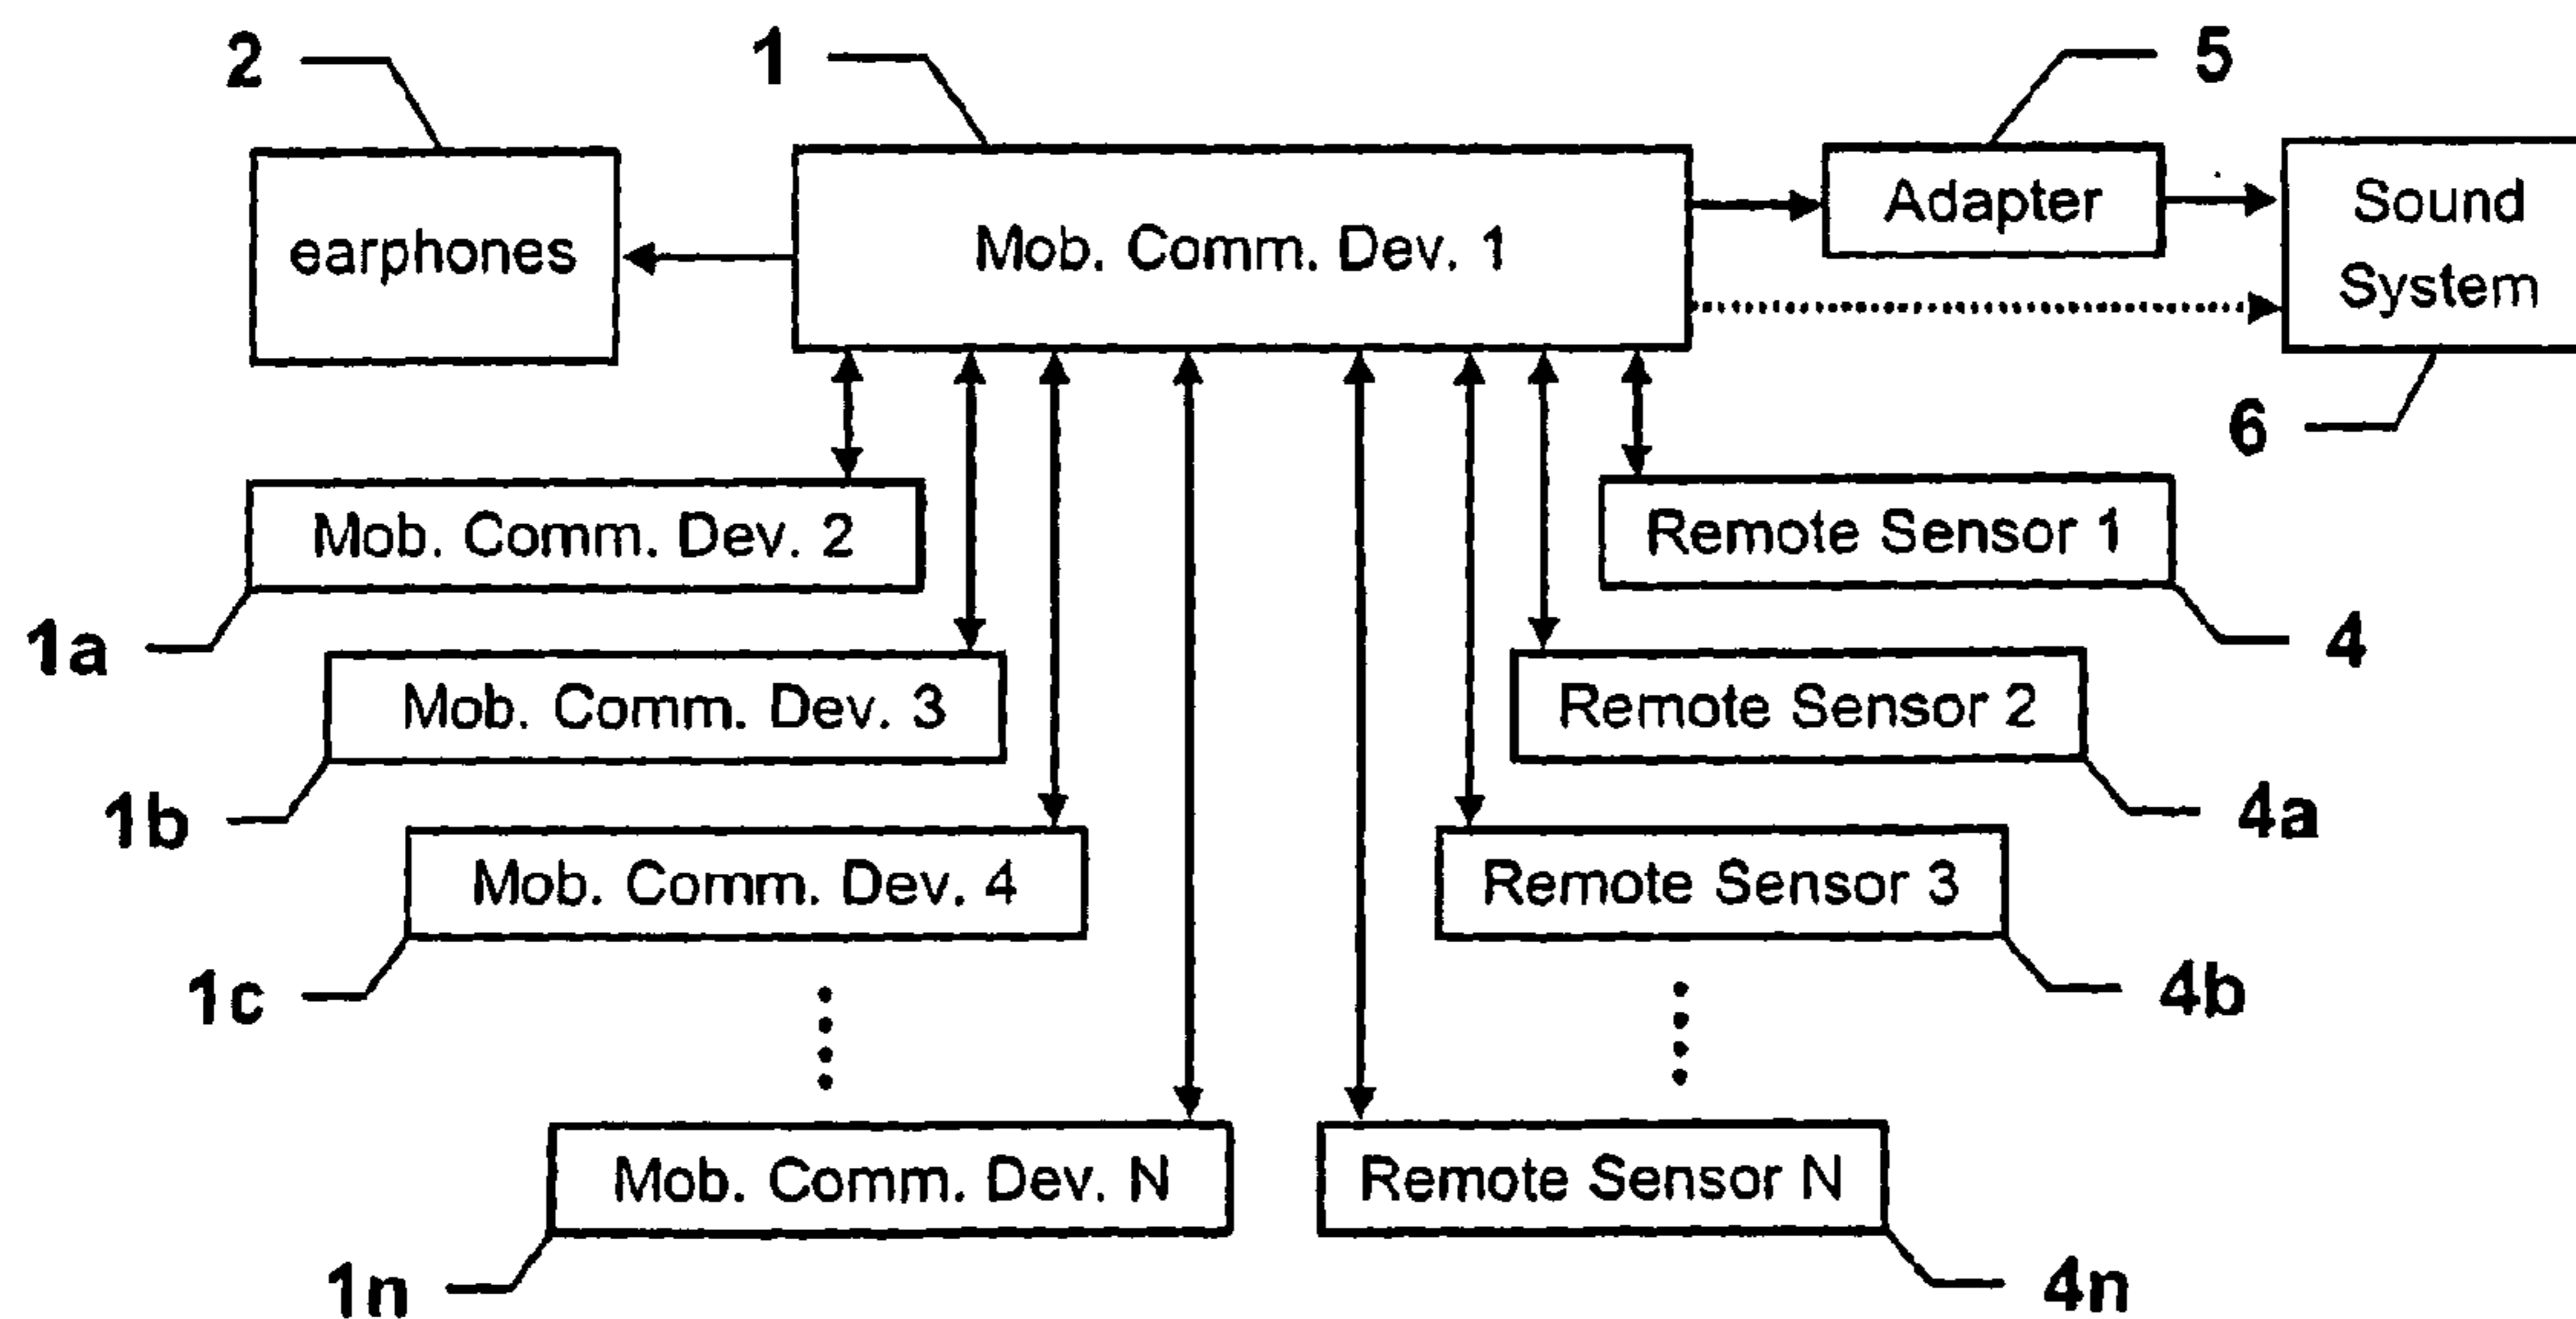 2
1
5
earphones
Mob. Comm. Dev. 1
Adapter
Sound
System
6
Mob. Comm. Dev. 2
Remote Sensor 1
1a
4
Mob. Comm. Dev. 3
Remote Sensor 2
1b
4a
Mob. Comm. Dev. 4
Remote Sensor 3
1c
4b
Mob. Comm. Dev. N
Remote Sensor N
1n
4n